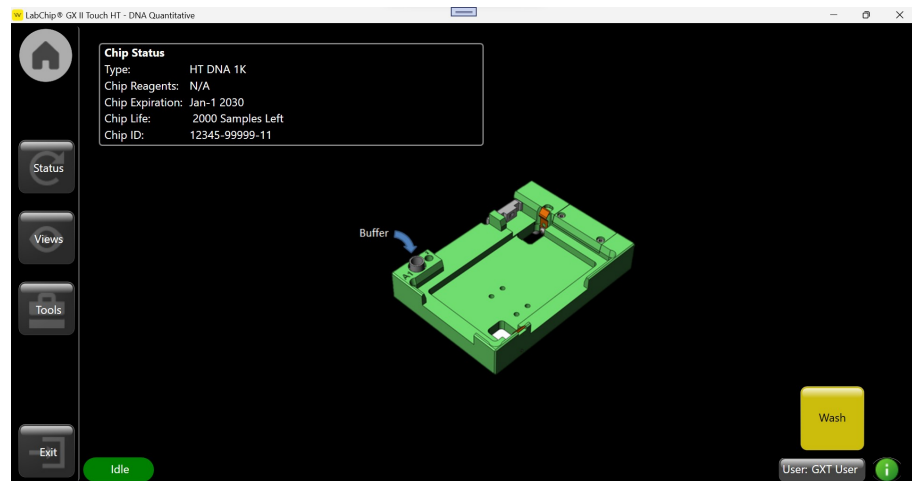 LabChip® GX II Touch HT - DNA Quantitative
Chip Status
Type: HT DNA 1K
Chip Reagents: N/A
Chip Expiration: Jan-1 2030
Chip Life: 2000 Samples Left
Chip ID: 12345-99999-11
Status
Views
Buffer
A1
Tools
Wash
Exit
Idle
User: GXT User